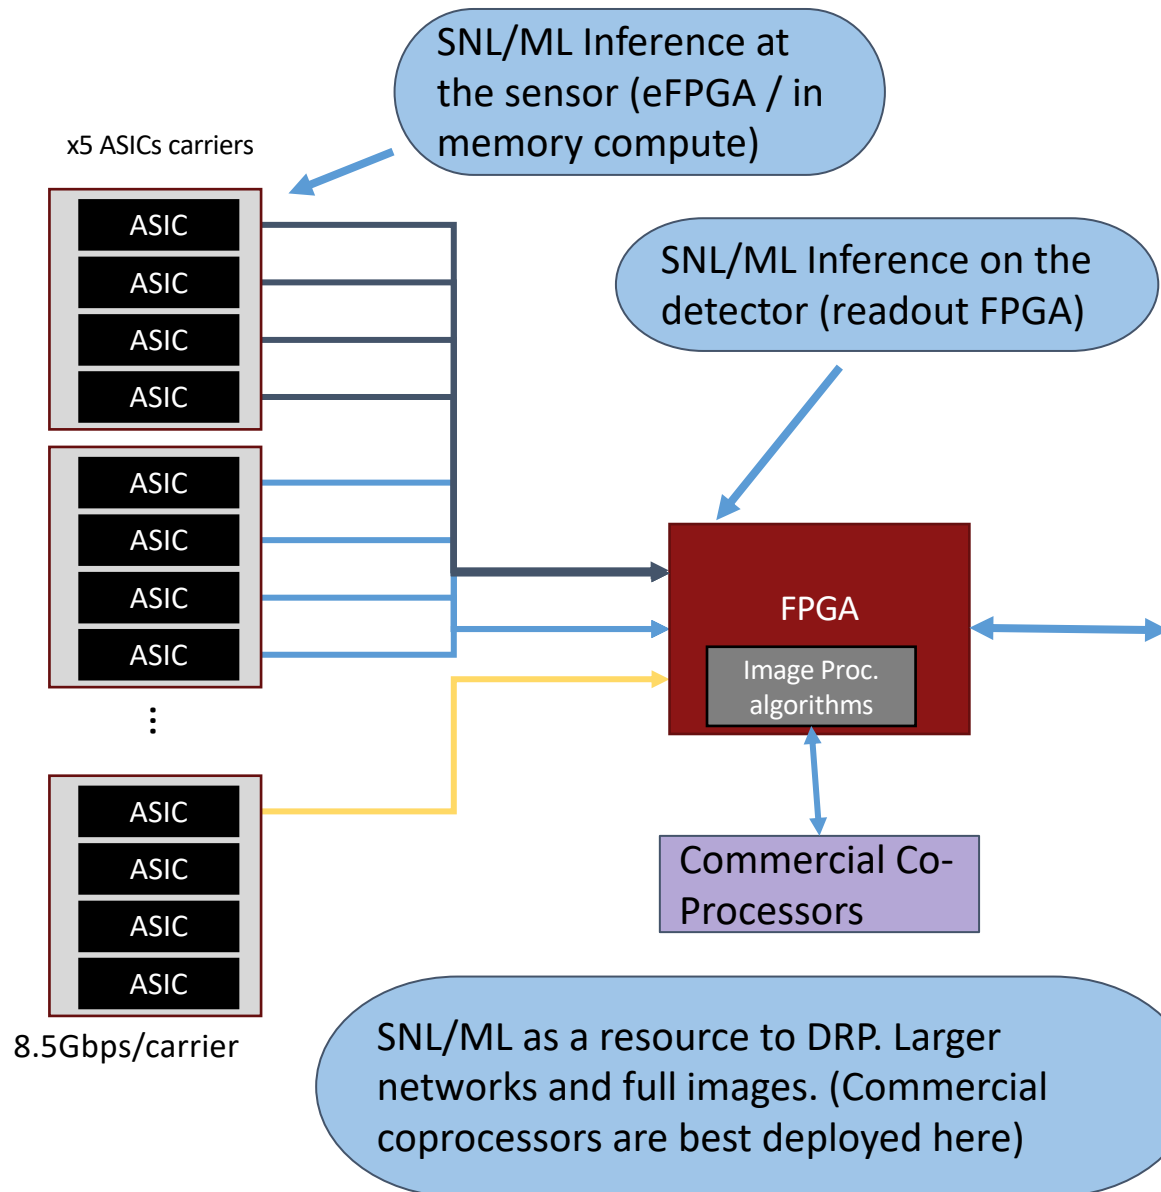 SNL/ML Inference at
the sensor (eFPGA / in
memory compute)
x5 ASICs carriers
ASIC
ASIC
ASIC
ASIC
SNL/ML Inference on the
detector (readout FPGA)
ASIC
ASIC
ASIC
ASIC
FPGA
Image Proc.
algorithms
⋮
ASIC
ASIC
ASIC
ASIC
8.5Gbps/carrier
Commercial Co-
Processors
SNL/ML as a resource to DRP. Larger
networks and full images. (Commercial
coprocessors are best deployed here)